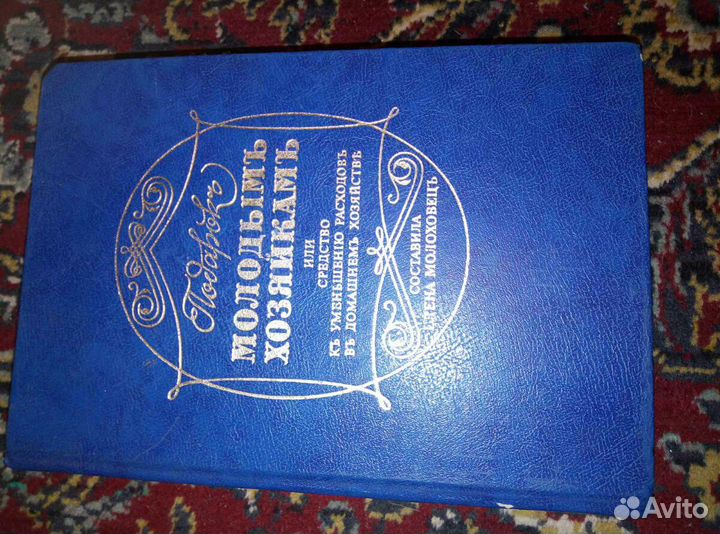 Подарокъ
МОЛОДЫМЪ
ХОЗЯЙКАМЪ
ИЛИ
СРЕДСТВО
КЪ УМЕНЬШЕНІЮ РАСХОДОВЪ
ВЪ ДОМАШНЕМЪ ХОЗЯЙСТВѢ
СОСТАВИЛА
ЕЛЕНА МОЛОХОВЕЦЪ
Avito